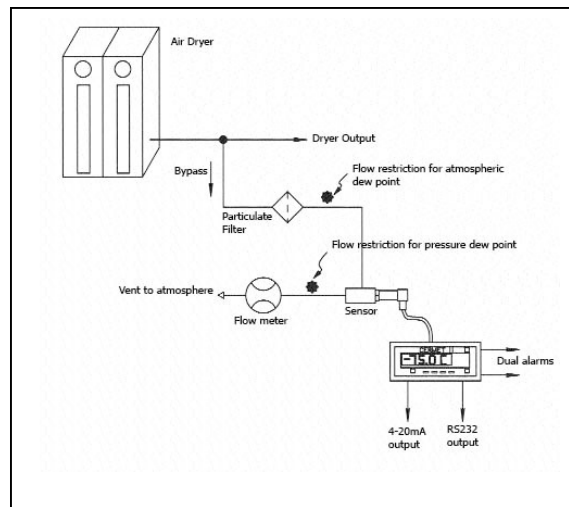 Air Dryer
Dryer Output
Bypass
Flow restriction for atmospheric
dew point
Particulate
Filter
Flow restriction for pressure dew point
Vent to atmosphere
Flow meter
Sensor
-75.0 C
Dual alarms
4-20mA
output
RS232
output